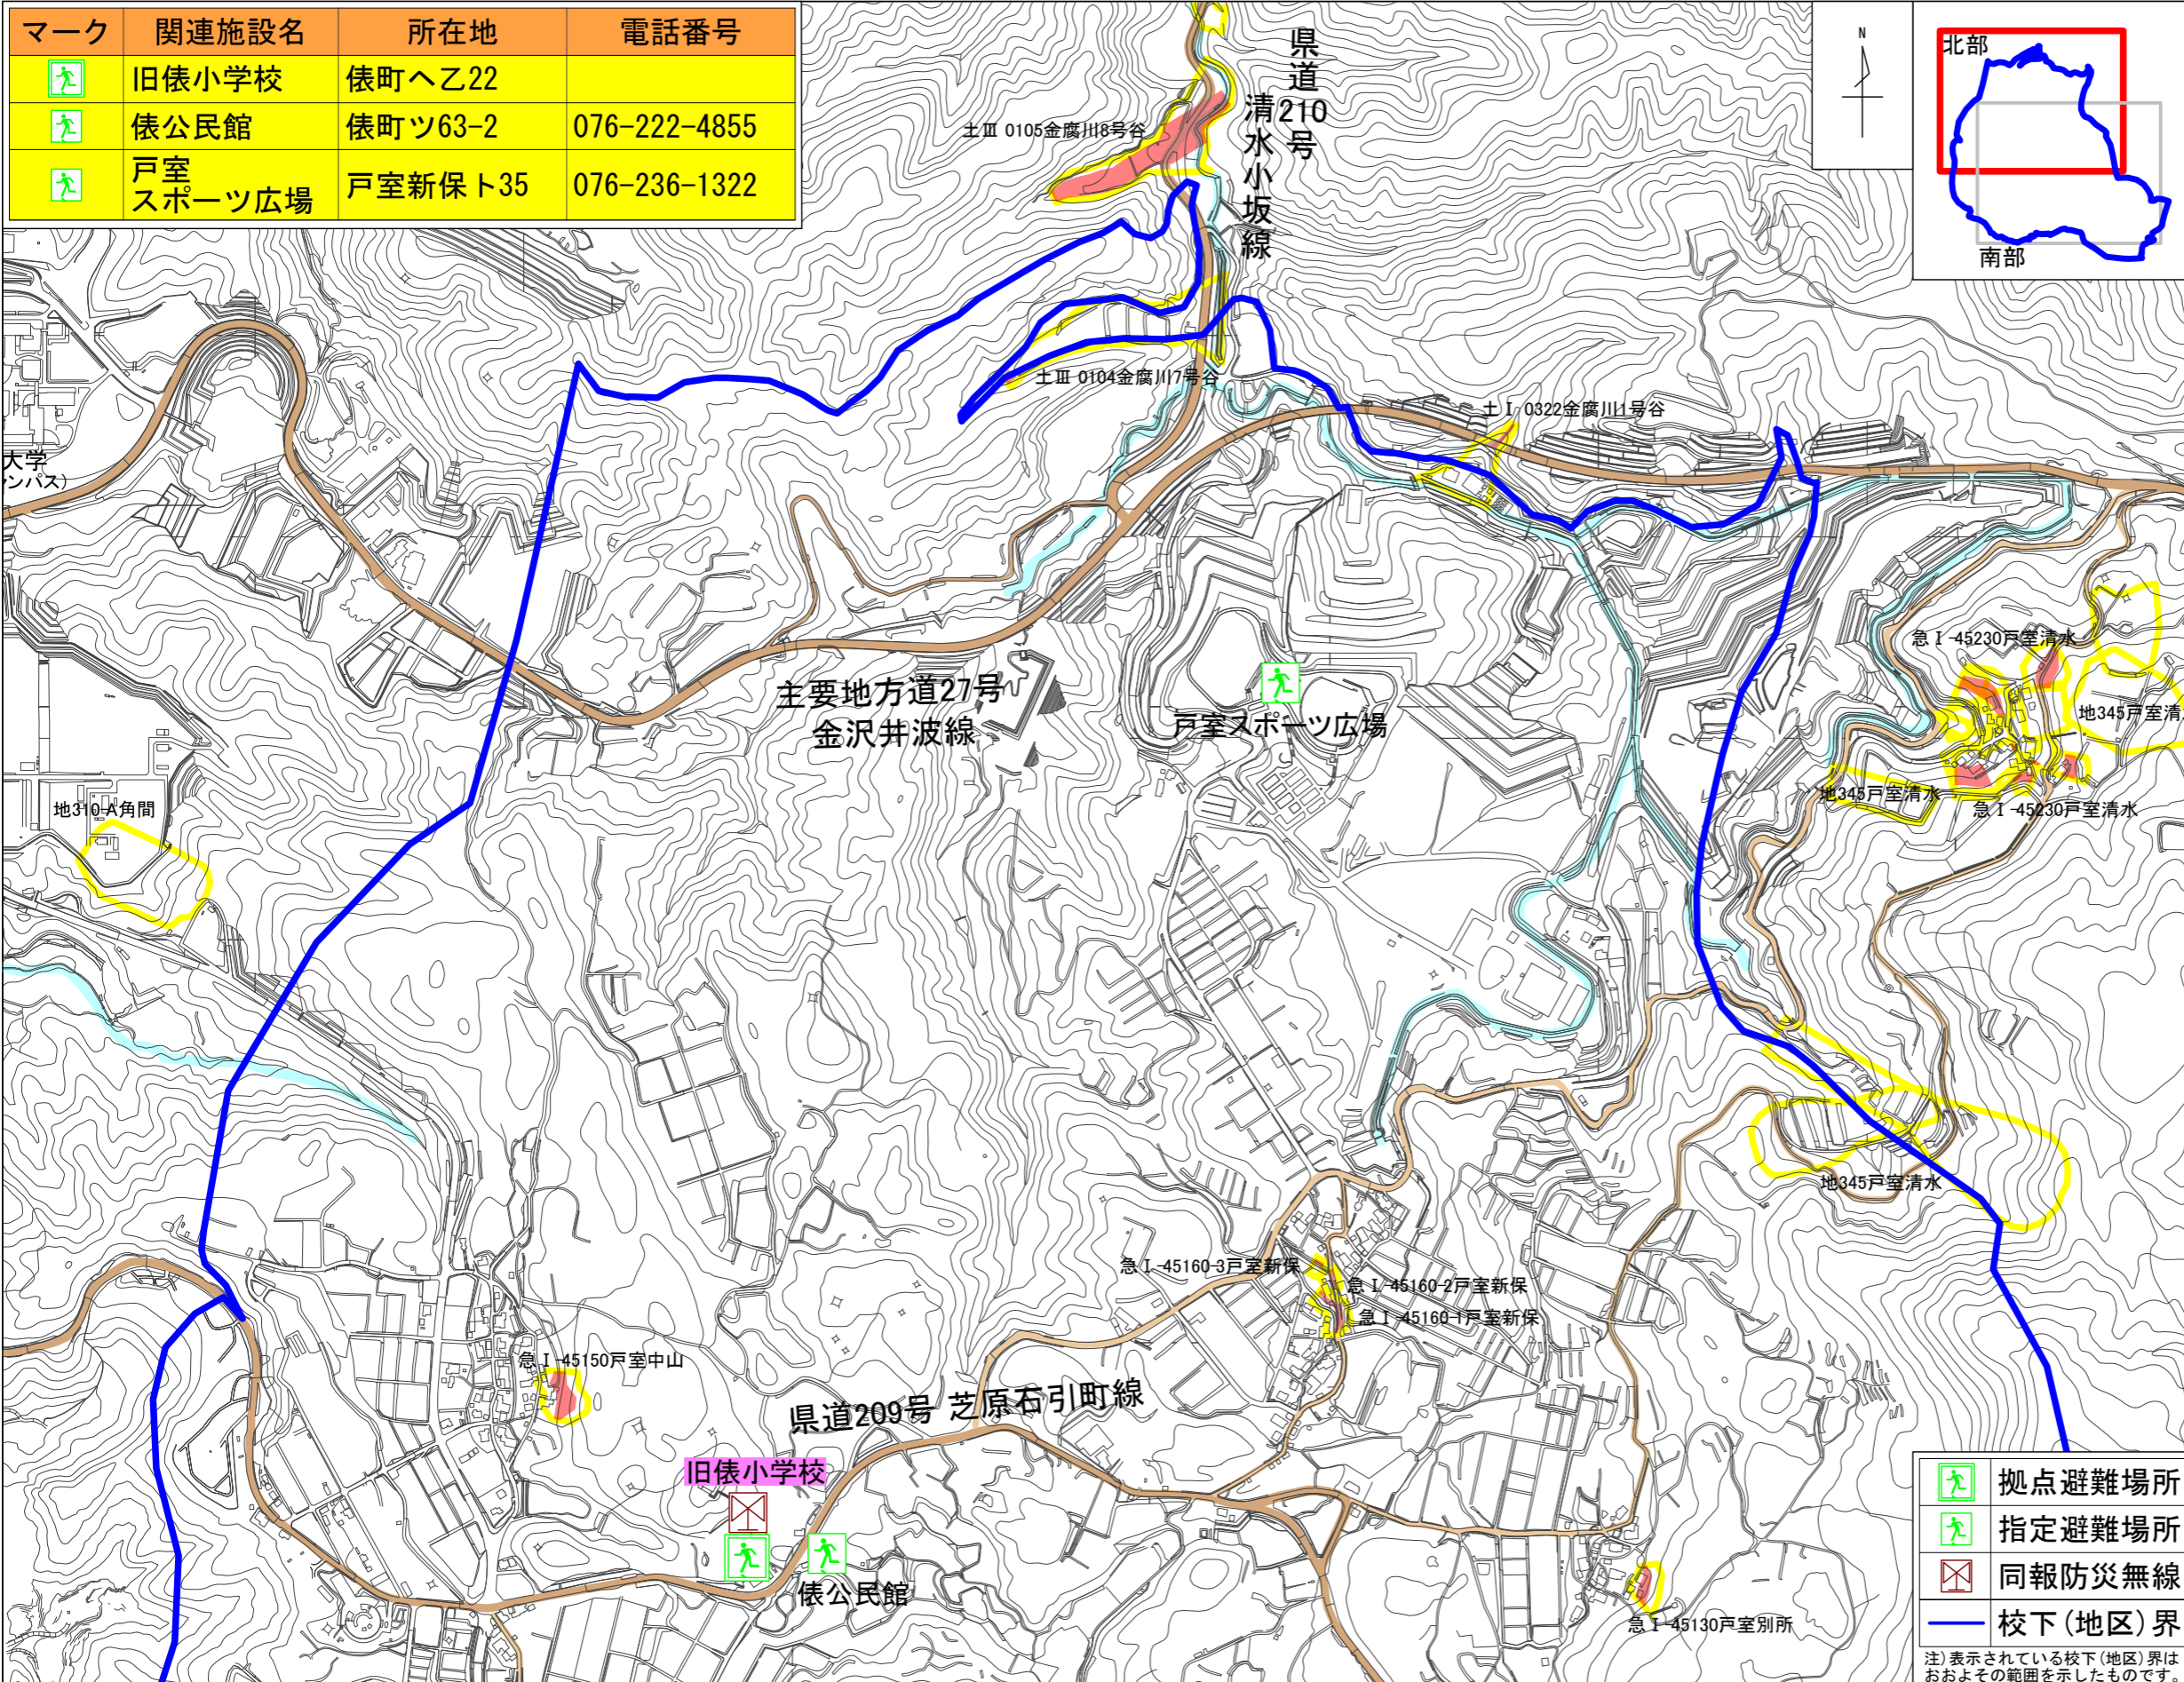 マーク 関連施設名 所在地 電話番号
旧俵小学校 俵町ヘ乙22
俵公民館 俵町ツ63-2 076-222-4855
戸室
スポーツ広場 戸室新保ト35 076-236-1322
県道210号
清水小坂線
N
北部
南部
土Ⅲ 0105金腐川8号谷
土Ⅲ 0104金腐川7号谷
土Ⅰ 0322金腐川1号谷
大学
ンパス)
主要地方道27号
金沢井波線
戸室スポーツ広場
急Ⅰ-45230戸室清水
地345戸室清
地345戸室清水
急Ⅰ-45230戸室清水
地310-A角間
地345戸室清水
急Ⅰ-45160-3戸室新保
急Ⅰ-45160-2戸室新保
急Ⅰ-45160-1戸室新保
急Ⅰ-45150戸室中山
県道209号 芝原石引町線
旧俵小学校
俵公民館
急Ⅰ-45130戸室別所
拠点避難場所
指定避難場所
同報防災無線
校下(地区)界
注)表示されている校下(地区)界は
おおよその範囲を示したものです。